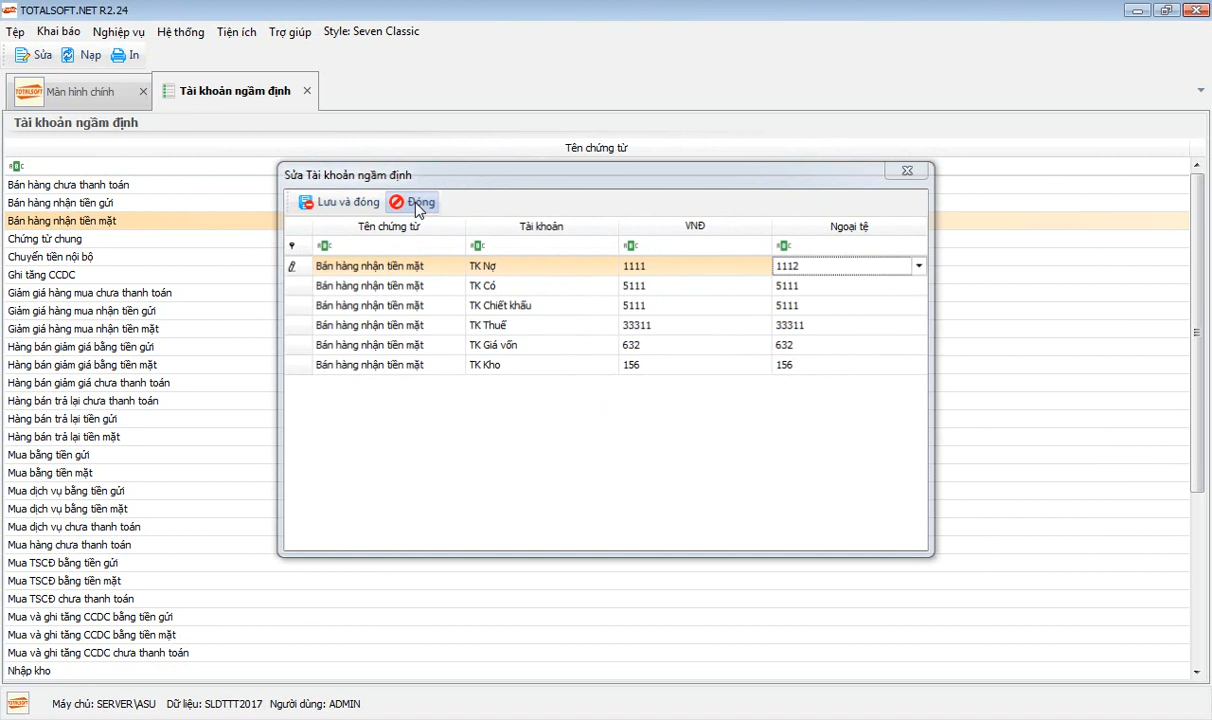 TOTALSOFT.NET R2.24
Tệp Khai báo Nghiệp vụ Hệ thống Tiện ích Trợ giúp Style: Seven Classic
Sửa Nạp In
TOTALSOFT Màn hình chính Tài khoản ngầm định
Tài khoản ngầm định
Tên chứng từ
Bán hàng chưa thanh toán
Bán hàng nhận tiền gửi
Bán hàng nhận tiền mặt
Chứng từ chung
Chuyển tiền nội bộ
Ghi tăng CCDC
Giảm giá hàng mua chưa thanh toán
Giảm giá hàng mua nhận tiền gửi
Giảm giá hàng mua nhận tiền mặt
Hàng bán giảm giá bằng tiền gửi
Hàng bán giảm giá bằng tiền mặt
Hàng bán giảm giá chưa thanh toán
Hàng bán trả lại chưa thanh toán
Hàng bán trả lại tiền gửi
Hàng bán trả lại tiền mặt
Mua bằng tiền gửi
Mua bằng tiền mặt
Mua dịch vụ bằng tiền gửi
Mua dịch vụ bằng tiền mặt
Mua dịch vụ chưa thanh toán
Mua hàng chưa thanh toán
Mua TSCĐ bằng tiền gửi
Mua TSCĐ bằng tiền mặt
Mua TSCĐ chưa thanh toán
Mua và ghi tăng CCDC bằng tiền gửi
Mua và ghi tăng CCDC bằng tiền mặt
Mua và ghi tăng CCDC chưa thanh toán
Nhập kho
Sửa Tài khoản ngầm định
Lưu và đóng Đóng
Tên chứng từ Tài khoản VNĐ Ngoại tệ
Bán hàng nhận tiền mặt TK Nợ 1111 1112
Bán hàng nhận tiền mặt TK Có 5111 5111
Bán hàng nhận tiền mặt TK Chiết khấu 5111 5111
Bán hàng nhận tiền mặt TK Thuế 33311 33311
Bán hàng nhận tiền mặt TK Giá vốn 632 632
Bán hàng nhận tiền mặt TK Kho 156 156
Máy chủ: SERVER\ASU Dữ liệu: SLDTTT2017 Người dùng: ADMIN